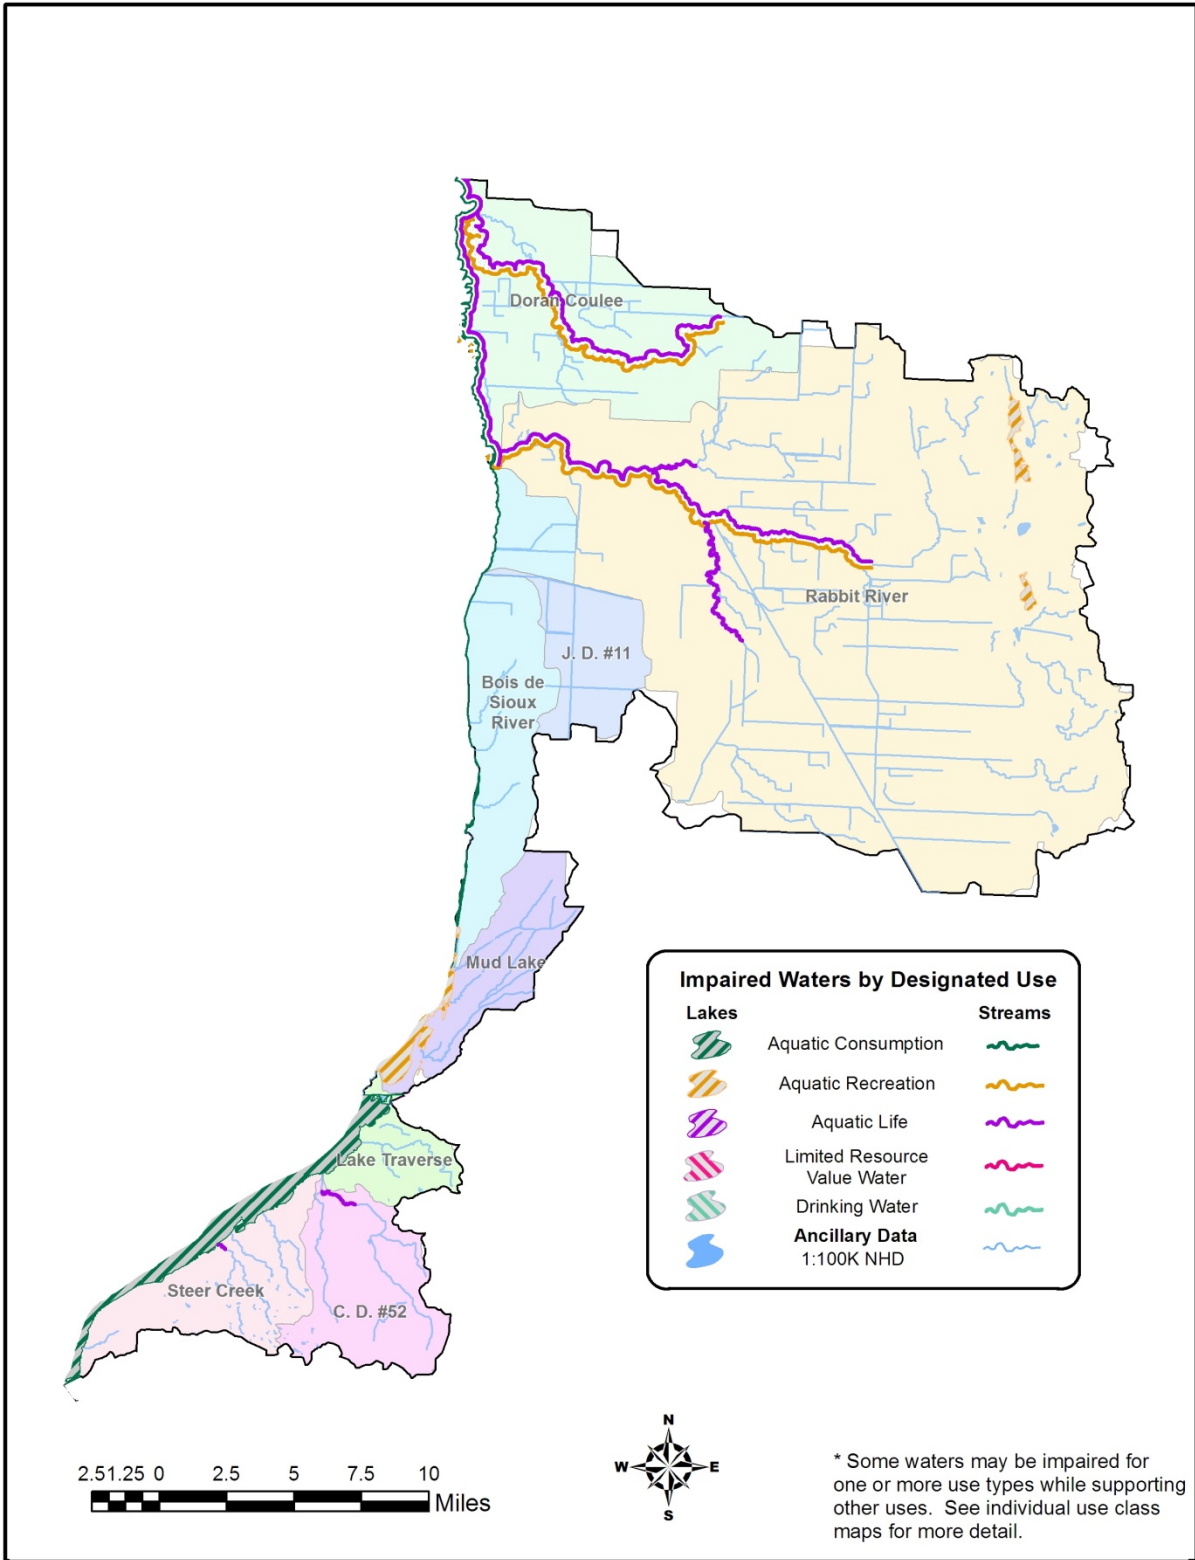 Doran Coulee
Rabbit River
J. D. #11
Bois de
Sioux
River
Mud Lake
Lake Traverse
Steer Creek
C. D. #52
Impaired Waters by Designated Use
Lakes
Streams
Aquatic Consumption
Aquatic Recreation
Aquatic Life
Limited Resource
Value Water
Drinking Water
Ancillary Data
1:100K NHD
2.51.25 0 2.5 5 7.5 10
Miles
N
W E
S
* Some waters may be impaired for
one or more use types while supporting
other uses. See individual use class
maps for more detail.